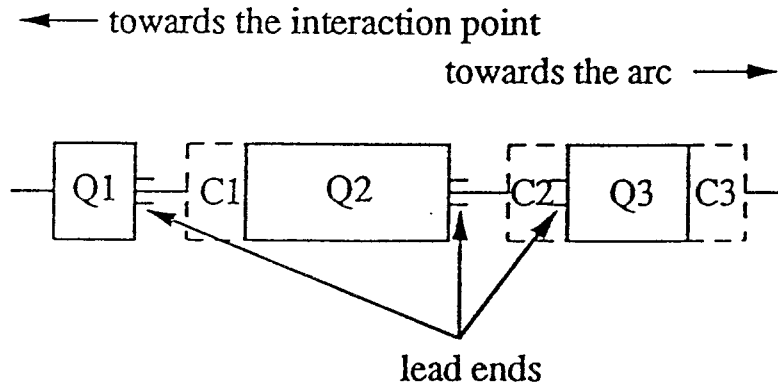 towards the interaction point
towards the arc
Q1 C1 Q2 C2 Q3 C3
lead ends